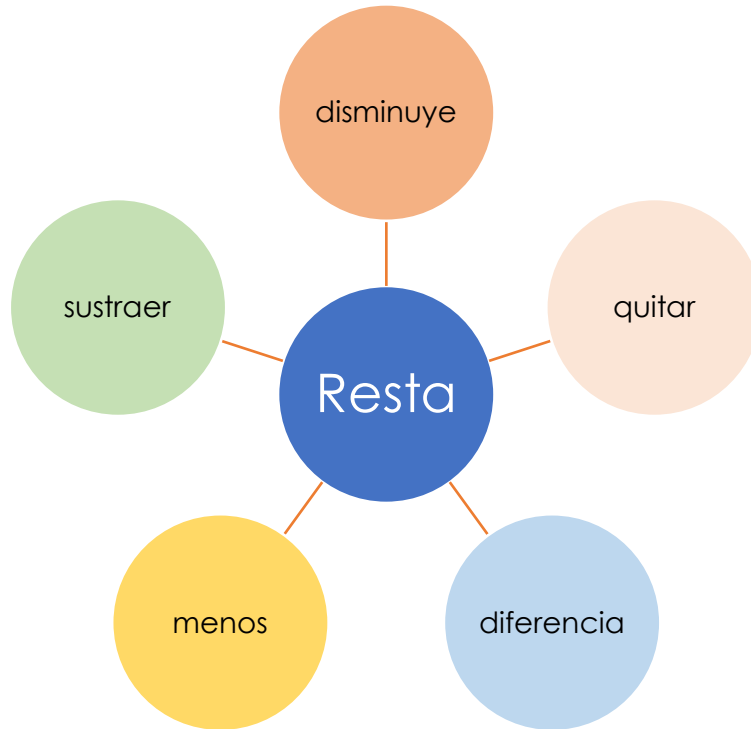 disminuye
sustraer
quitar
Resta
menos
diferencia